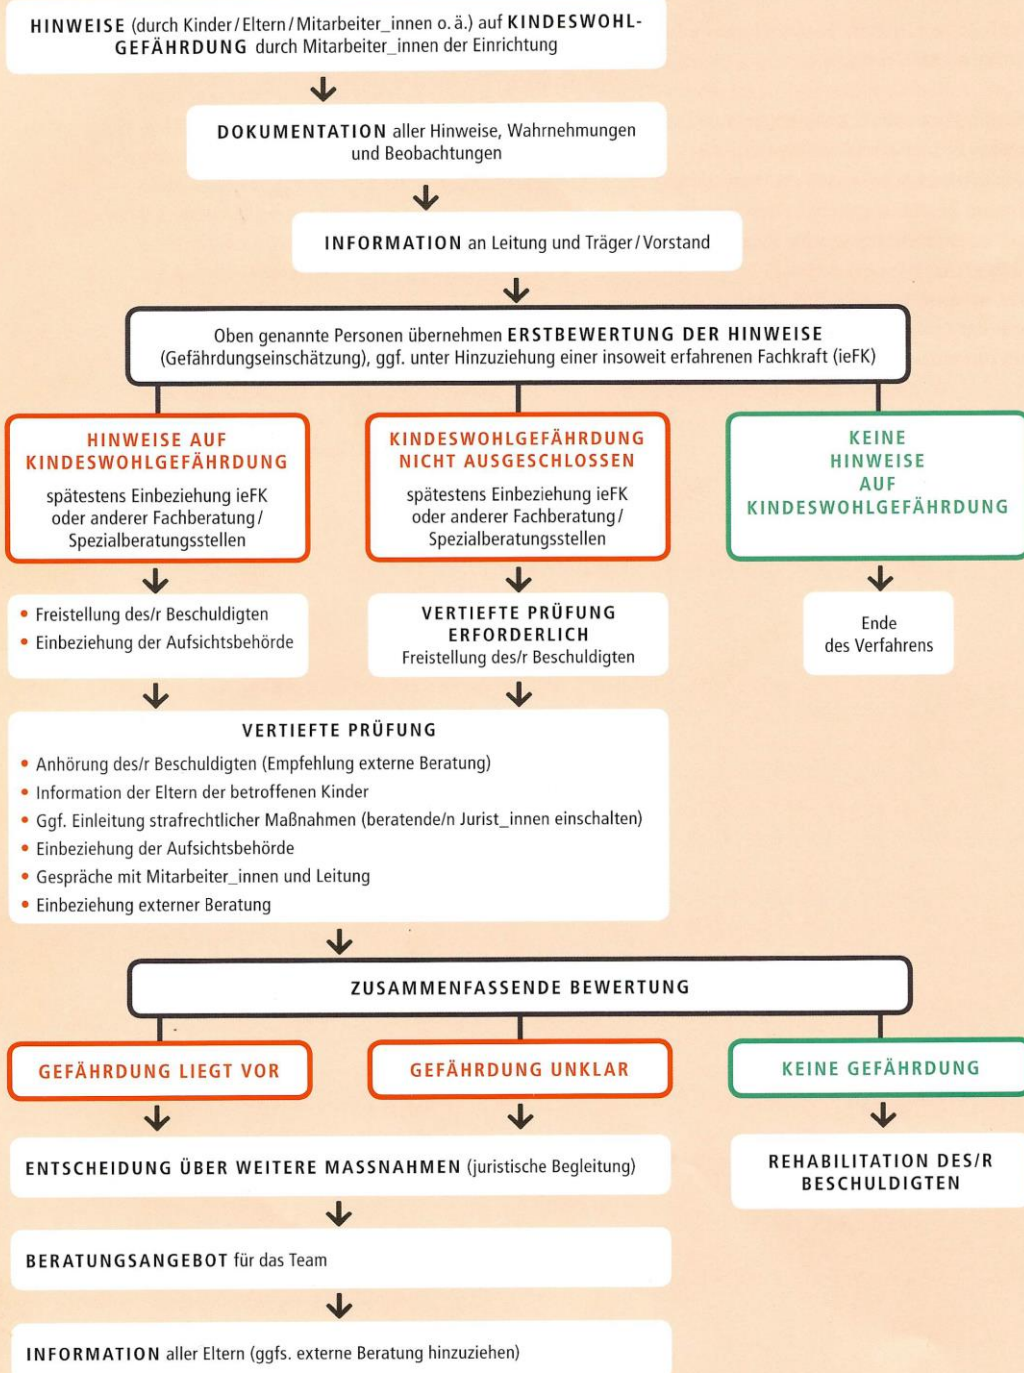 HINWEISE (durch Kinder/Eltern/Mitarbeiter_innen o. ä.) auf KINDESWOHL-
GEFÄHRDUNG durch Mitarbeiter_innen der Einrichtung
DOKUMENTATION aller Hinweise, Wahrnehmungen
und Beobachtungen
INFORMATION an Leitung und Träger/Vorstand
Oben genannte Personen übernehmen ERSTBEWERTUNG DER HINWEISE
(Gefährdungseinschätzung), ggf. unter Hinzuziehung einer insoweit erfahrenen Fachkraft (ieFK)
HINWEISE AUF
KINDESWOHLGEFÄHRDUNG
spätestens Einbeziehung ieFK
oder anderer Fachberatung/
Spezialberatungsstellen
KINDESWOHLGEFÄHRDUNG
NICHT AUSGESCHLOSSEN
spätestens Einbeziehung ieFK
oder anderer Fachberatung/
Spezialberatungsstellen
KEINE
HINWEISE
AUF
KINDESWOHLGEFÄHRDUNG
• Freistellung des/r Beschuldigten
• Einbeziehung der Aufsichtsbehörde
VERTIEFTE PRÜFUNG
ERFORDERLICH
Freistellung des/r Beschuldigten
Ende
des Verfahrens
VERTIEFTE PRÜFUNG
• Anhörung des/r Beschuldigten (Empfehlung externe Beratung)
• Information der Eltern der betroffenen Kinder
• Ggf. Einleitung strafrechtlicher Maßnahmen (beratende/n Jurist_innen einschalten)
• Einbeziehung der Aufsichtsbehörde
• Gespräche mit Mitarbeiter_innen und Leitung
• Einbeziehung externer Beratung
ZUSAMMENFASSENDE BEWERTUNG
GEFÄHRDUNG LIEGT VOR
GEFÄHRDUNG UNKLAR
KEINE GEFÄHRDUNG
ENTSCHEIDUNG ÜBER WEITERE MASSNAHMEN (juristische Begleitung)
REHABILITATION DES/R
BESCHULDIGTEN
BERATUNGSANGEBOT für das Team
INFORMATION aller Eltern (ggfs. externe Beratung hinzuziehen)